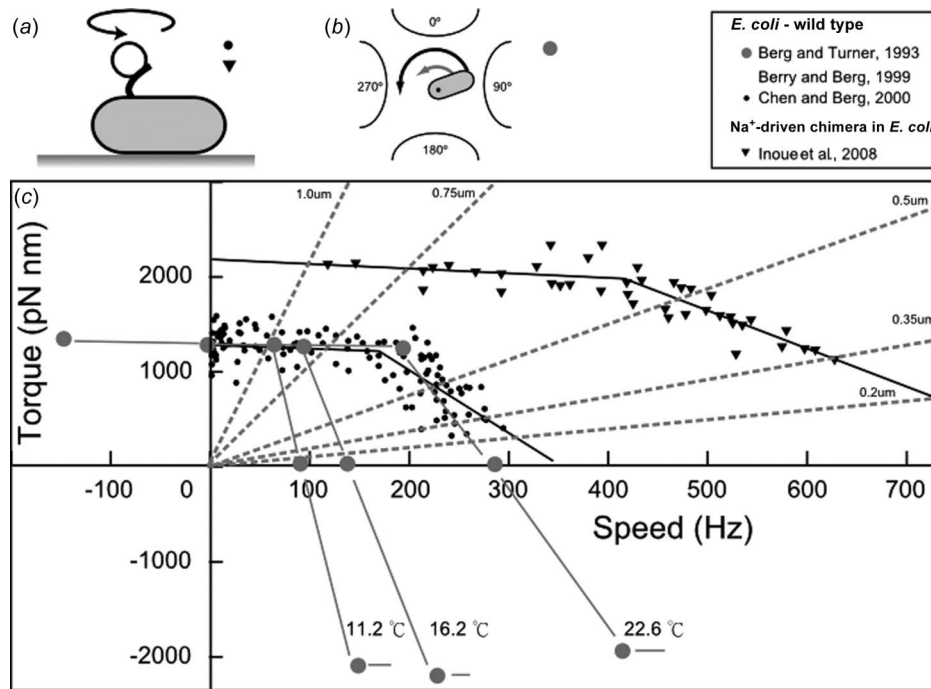 (a)
(b)
0°
270°
90°
180°
E. coli - wild type
Berg and Turner, 1993
Berry and Berg, 1999
Chen and Berg, 2000
Na⁺-driven chimera in E. coli
Inoue et al., 2008
(c)
1.0um
0.75um
0.5um
0.35um
0.2um
Torque (pN nm)
2000
1000
0
-1000
-2000
-100
100
200
300
400
500
600
700
Speed (Hz)
11.2 ℃
16.2 ℃
22.6 ℃